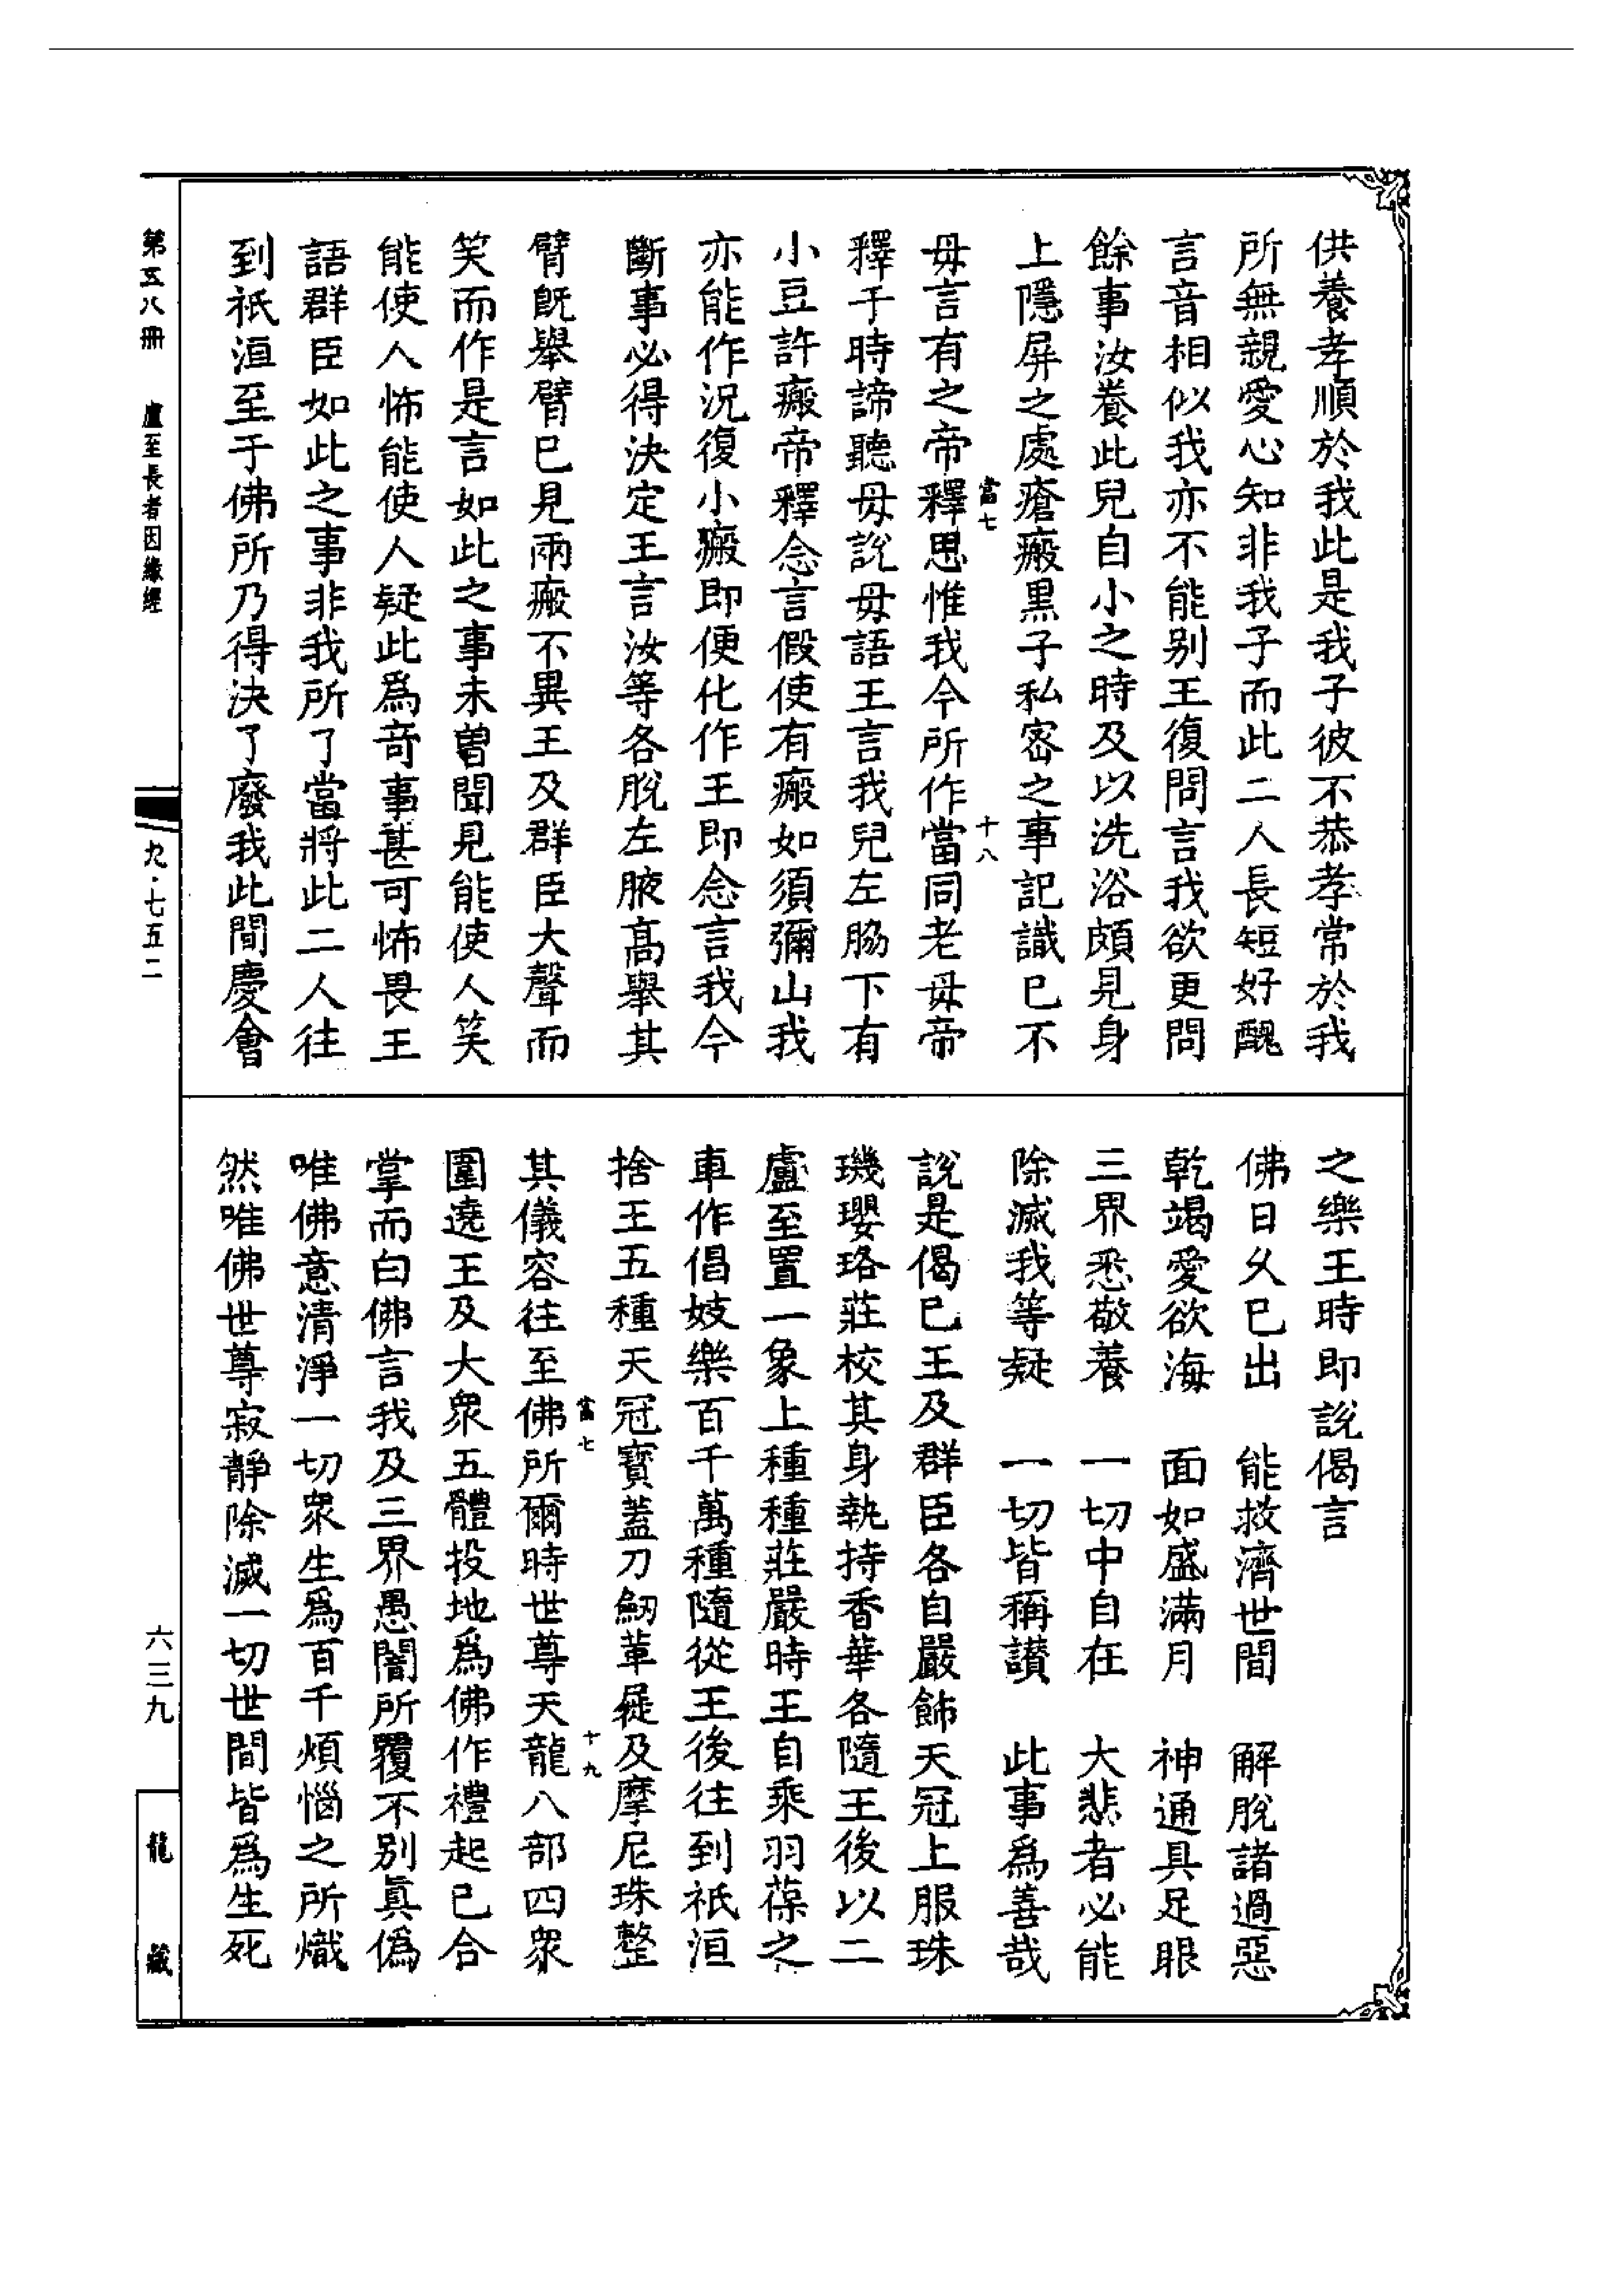 供養孝順於我此是我子彼不恭孝常於我
所無親愛心知非我子而此二人長短好醜
言音相似我亦不能別王復問言我欲更問
餘事汝養此兒自小之時及以洗浴頗見身
上隱屏之處瘡瘢黑子私密之事記識巳不
當七
十八
毋言有之帝釋思惟我今所作當同老毋帝
釋于時諦聽毋說毋語王言我兒左脇下有
小豆許瘢帝釋念言假使有瘢如須彌山我
亦能作況復小瘢即便化作王即念言我今
斷事必得決定王言汝等各脫左腋高舉其
臂既舉臂巳見兩瘢不異王及群臣大聲而
笑而作是言如此之事未曾聞見能使人笑
能使人怖能使人疑此爲奇事甚可怖畏王
語群臣如此之事非我所了當將此二人往
到祇洹至于佛所乃得決了廢我此間慶會
之樂王時即說偈言
佛日久巳出　能救濟世間　解脫諸過惡
乾竭愛欲海　面如盛滿月　神通具足眼
三界悉敬養　一切中自在　大悲者必能
除滅我等疑　一切皆稱讃　此事爲善哉
說是偈巳王及群臣各自嚴飾天冠上服珠
璣瓔珞莊校其身執持香華各隨王後以二
盧至置一象上種種莊嚴時王自乘羽葆之
車作倡妓樂百千萬種隨從王後往到祇洹
捨王五種天冠寶蓋刀劒革屣及摩尼珠整
當七
十九
其儀容往至佛所爾時世尊天龍八部四衆
圍遶王及大衆五體投地爲佛作禮起巳合
掌而白佛言我及三界愚闇所覆不別眞僞
唯佛意清淨一切衆生爲百千煩惱之所熾
然唯佛世尊寂靜除滅一切世間皆爲生死
第五八冊　盧至長者因緣經
九·七五二
六三九
龍藏